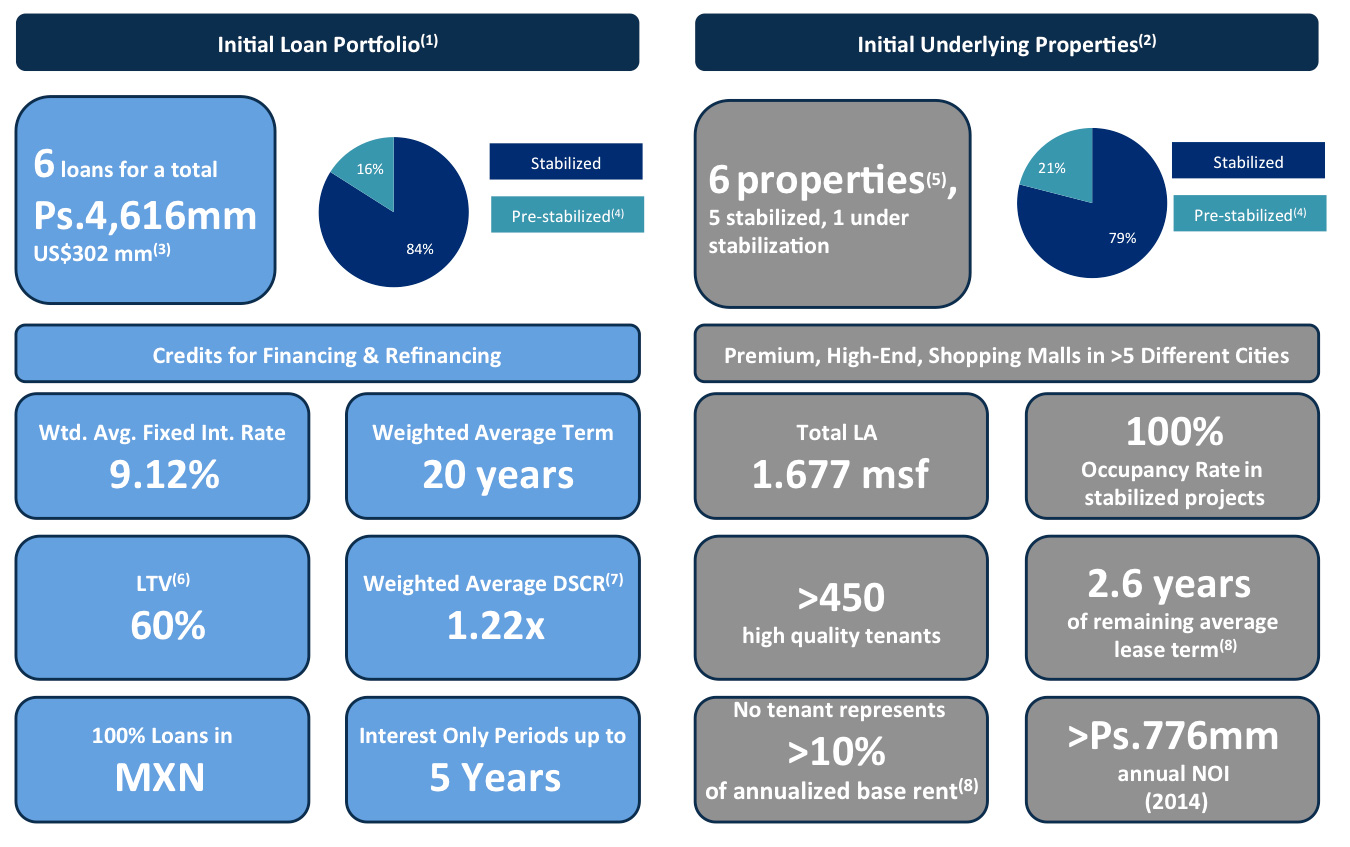 Initial Loan Portfolio(1)
6 loans for a total
Ps.4,616mm
US$302 mm(3)
16%
84%
Stabilized
Pre-stabilized(4)
Credits for Financing & Refinancing
Wtd. Avg. Fixed Int. Rate
9.12%
Weighted Average Term
20 years
LTV(6)
60%
Weighted Average DSCR(7)
1.22x
100% Loans in
MXN
Interest Only Periods up to
5 Years
Initial Underlying Properties(2)
6 properties(5),
5 stabilized, 1 under
stabilization
21%
79%
Stabilized
Pre-stabilized(4)
Premium, High-End, Shopping Malls in >5 Different Cities
Total LA
1.677 msf
100%
Occupancy Rate in
stabilized projects
>450
high quality tenants
2.6 years
of remaining average
lease term(8)
No tenant represents
>10%
of annualized base rent(8)
>Ps.776mm
annual NOI
(2014)